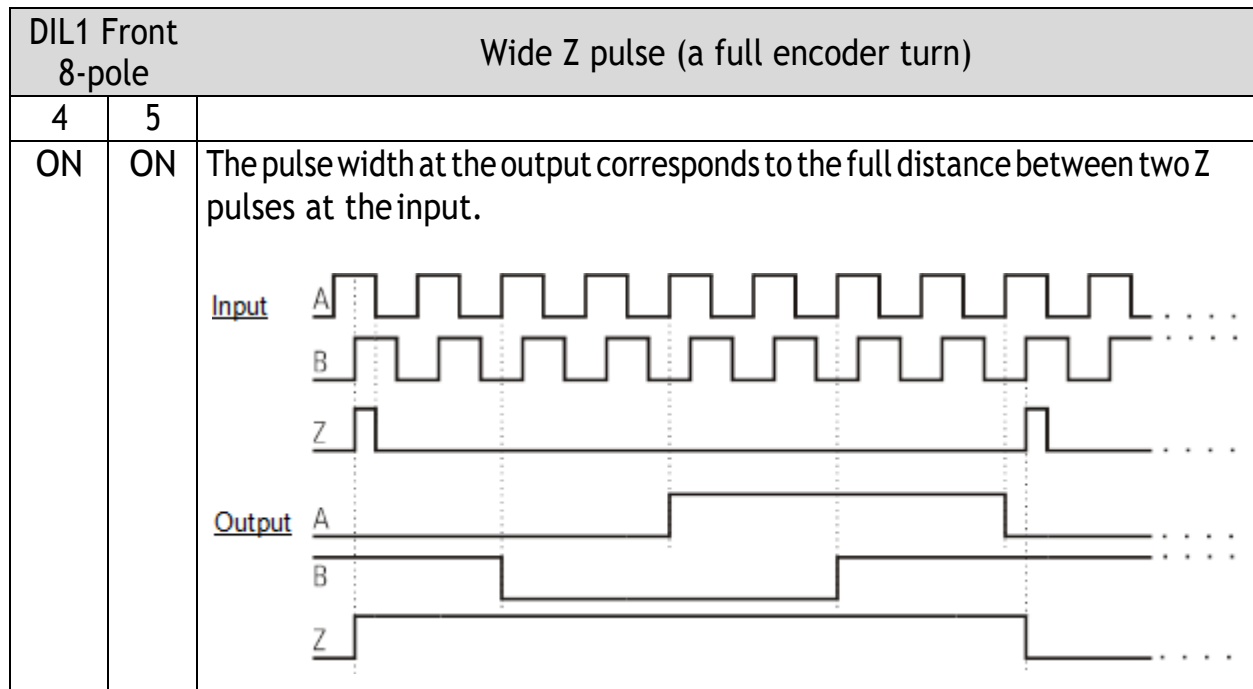 DIL1 Front
8-pole
Wide Z pulse (a full encoder turn)
4 5
ON ON The pulse width at the output corresponds to the full distance between two Z
pulses at the input.
Input A
B
Z
Output A
B
Z